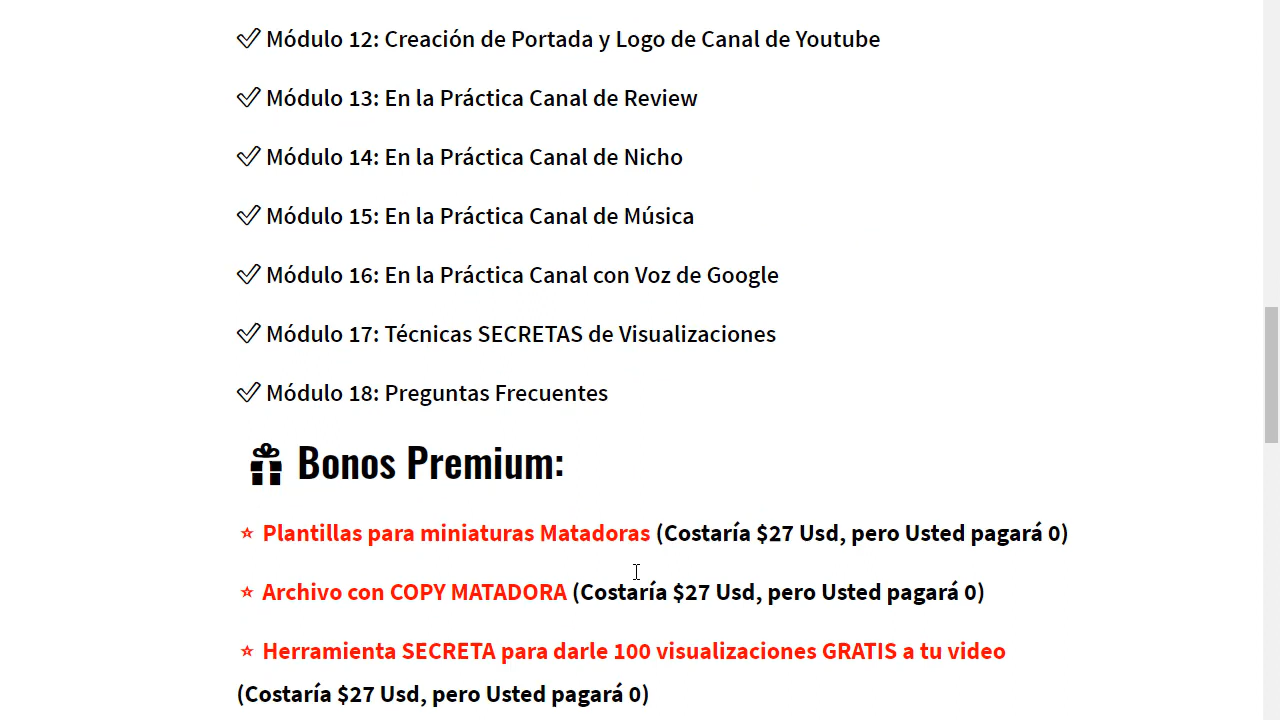 Módulo 12: Creación de Portada y Logo de Canal de Youtube
Módulo 13: En la Práctica Canal de Review
Módulo 14: En la Práctica Canal de Nicho
Módulo 15: En la Práctica Canal de Música
Módulo 16: En la Práctica Canal con Voz de Google
Módulo 17: Técnicas SECRETAS de Visualizaciones
Módulo 18: Preguntas Frecuentes
Bonos Premium:
Plantillas para miniaturas Matadoras (Costaría $27 Usd, pero Usted pagará 0)
Archivo con COPY MATADORA (Costaría $27 Usd, pero Usted pagará 0)
Herramienta SECRETA para darle 100 visualizaciones GRATIS a tu video
(Costaría $27 Usd, pero Usted pagará 0)